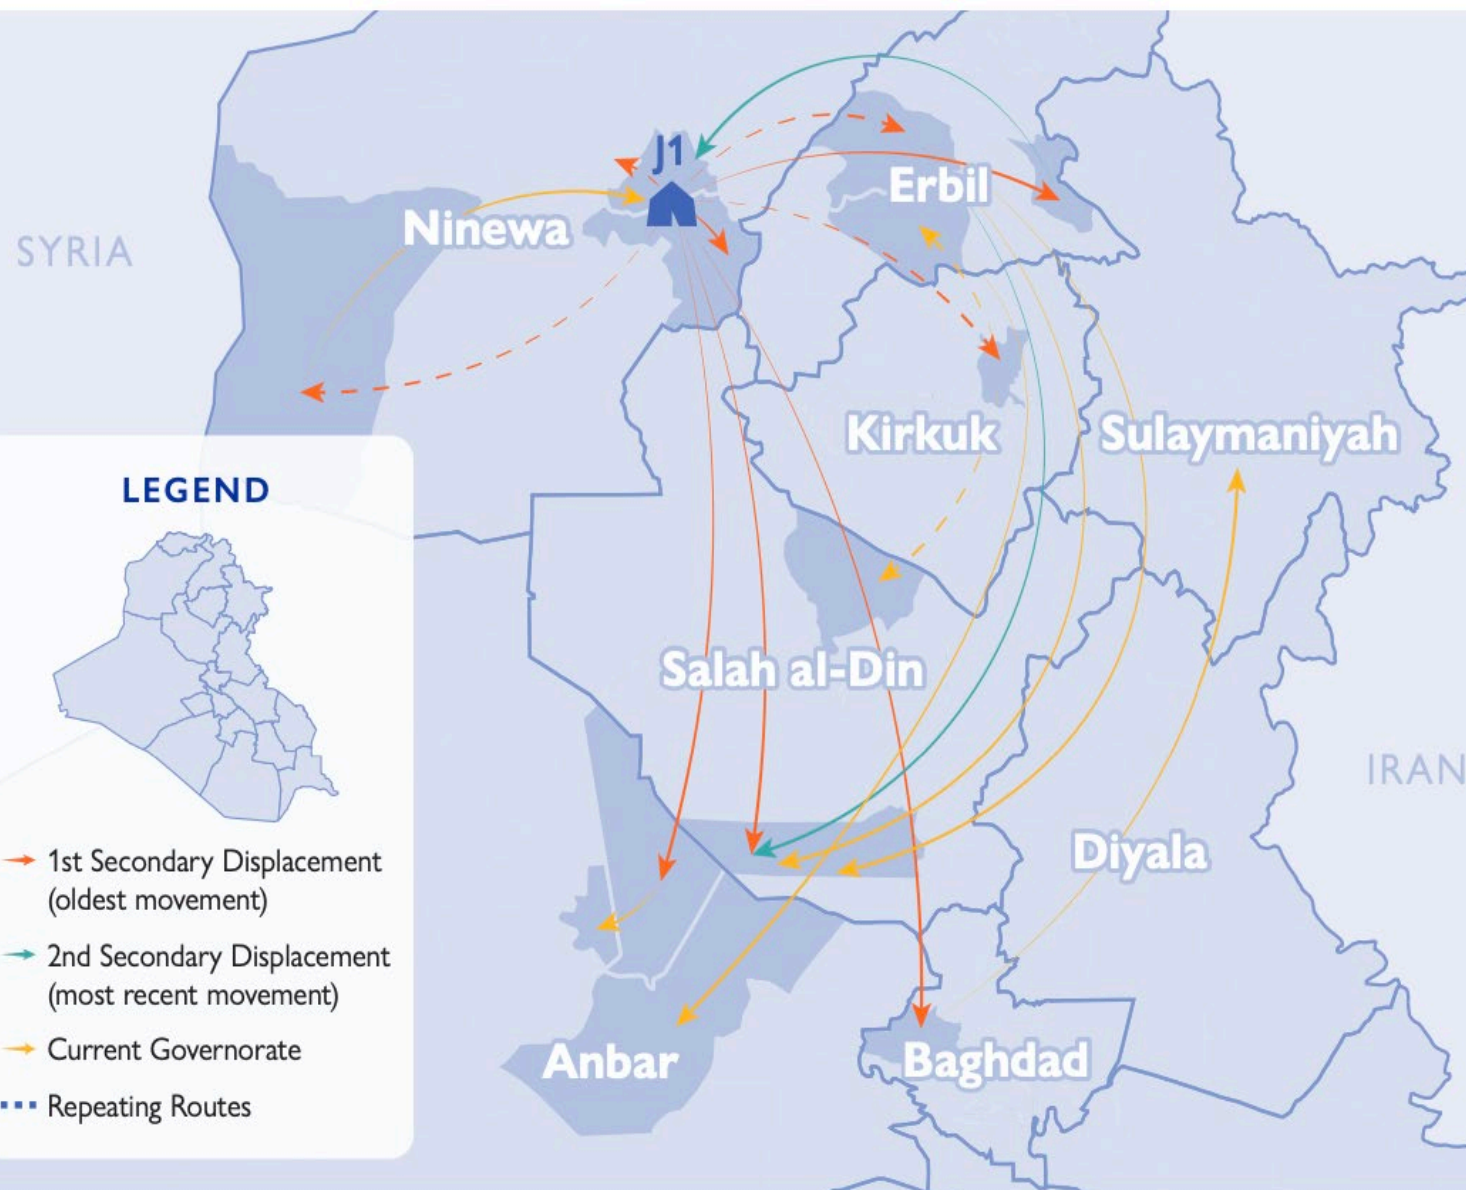 J1
Erbil
Ninewa
SYRIA
Kirkuk
Sulaymaniyah
LEGEND
Salah al-Din
IRAN
Diyala
1st Secondary Displacement
(oldest movement)
2nd Secondary Displacement
(most recent movement)
Current Governorate
Anbar
Baghdad
Repeating Routes